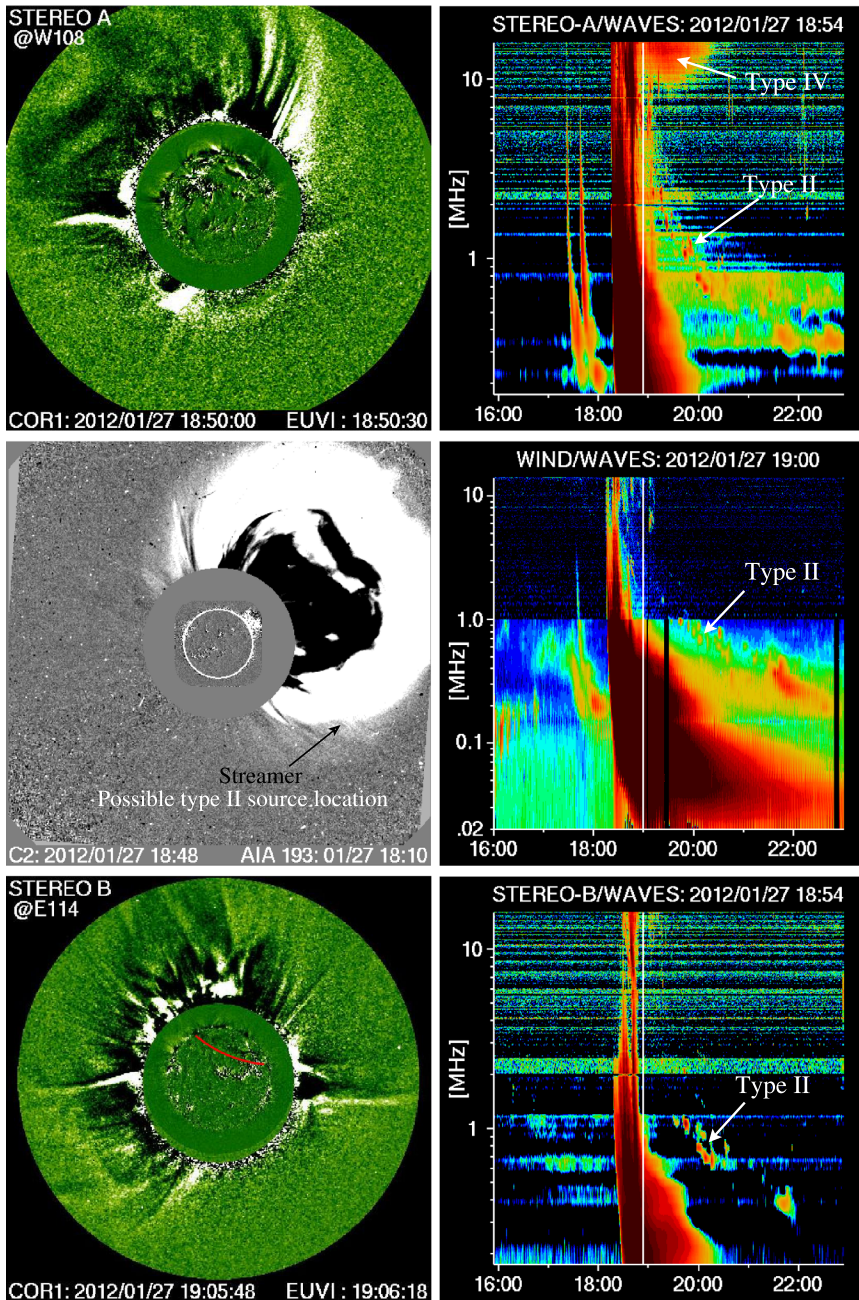 STEREO A
@W108
COR1: 2012/01/27 18:50:00 EUVI : 18:50:30
STEREO-A/WAVES: 2012/01/27 18:54
Type IV
Type II
[MHz]
10
1
16:00 18:00 20:00 22:00
Streamer
Possible type II source location
C2: 2012/01/27 18:48 AIA 193: 01/27 18:10
WIND/WAVES: 2012/01/27 19:00
Type II
[MHz]
10
1.0
0.1
.02
16:00 18:00 20:00 22:00
STEREO B
@E114
COR1: 2012/01/27 19:05:48 EUVI : 19:06:18
STEREO-B/WAVES: 2012/01/27 18:54
Type II
[MHz]
10
1
16:00 18:00 20:00 22:00